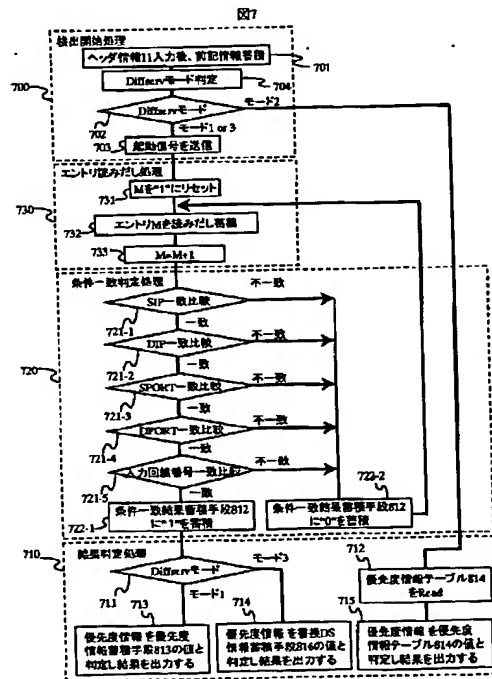 図7
検出開始処理
ヘッダ情報11入力後、前記情報蓄積
701
Diffservモード判定
704
700
Diffservモード
モード2
702
モード1 or 3
703
起動信号を送信
エントリ読みだし処理
Mを"1"にリセット
731
730
732
エントリMを読みだし蓄積
733
M=M+1
条件一致判定処理
SIP一致比較
不一致
721-1
一致
DIP一致比較
不一致
721-2
一致
720
SPORT一致比較
不一致
721-3
一致
DPORT一致比較
不一致
721-4
一致
入力回線番号一致比較
不一致
721-5
一致
722-2
722-1
条件一致結果蓄積手段812
に"1"を蓄積
条件一致結果蓄積手段812
に"0"を蓄積
710
結果判定処理
Diffservモード
モード3
711
モード1
712
優先度情報テーブル814
をRead
713
714
715
優先度情報を優先度
情報蓄積手段813の値と
判定し結果を出力する
優先度情報を書換DS
情報蓄積手段816の値と
判定し結果を出力する
優先度情報を優先度
情報テーブル814の値と
判定し結果を出力する